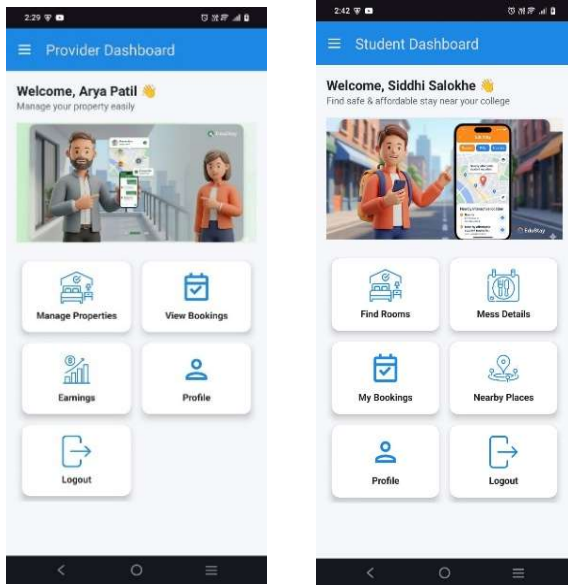 2:29
Provider Dashboard
Welcome, Arya Patil 👋
Manage your property easily
EduStay
Manage Properties
View Bookings
Earnings
Profile
Logout
2:42
Student Dashboard
Welcome, Siddhi Salokhe 👋
Find safe & affordable stay near your college
EduStay
Find Rooms
Mess Details
My Bookings
Nearby Places
Profile
Logout